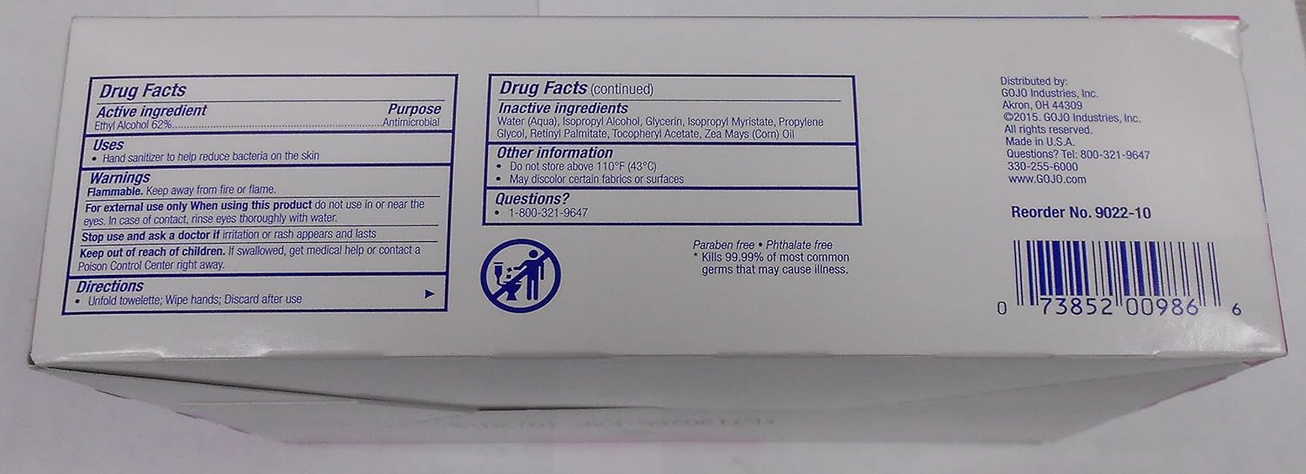 Drug Facts
Active ingredient Purpose
Ethyl Alcohol 62%..........................................................Antimicrobial
Uses
• Hand sanitizer to help reduce bacteria on the skin
Warnings
Flammable. Keep away from fire or flame.
For external use only When using this product do not use in or near the
eyes. In case of contact, rinse eyes thoroughly with water.
Stop use and ask a doctor if irritation or rash appears and lasts
Keep out of reach of children. If swallowed, get medical help or contact a
Poison Control Center right away.
Directions
• Unfold towelette; Wipe hands; Discard after use
Drug Facts (continued)
Inactive ingredients
Water (Aqua), Isopropyl Alcohol, Glycerin, Isopropyl Myristate, Propylene
Glycol, Retinyl Palmitate, Tocopheryl Acetate, Zea Mays (Corn) Oil
Other information
• Do not store above 110°F (43°C)
• May discolor certain fabrics or surfaces
Questions?
• 1-800-321-9647
Paraben free • Phthalate free
* Kills 99.99% of most common
germs that may cause illness.
Distributed by:
GOJO Industries, Inc.
Akron, OH 44309
©2015. GOJO Industries, Inc.
All rights reserved.
Made in U.S.A.
Questions? Tel: 800-321-9647
330-255-6000
www.GOJO.com
Reorder No. 9022-10
0 73852 00986 6